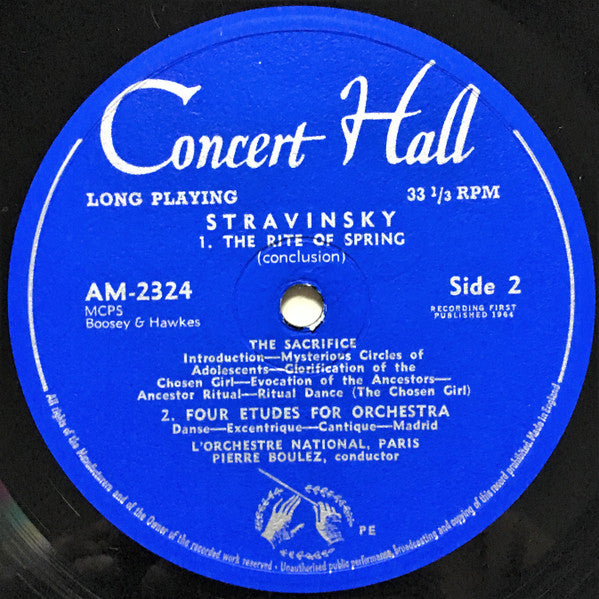 Concert Hall
LONG PLAYING
33 1/3 RPM
STRAVINSKY
1. THE RITE OF SPRING
(conclusion)
AM-2324
MCPS
Boosey & Hawkes
Side 2
RECORDING FIRST
PUBLISHED 1964
THE SACRIFICE
Introduction—Mysterious Circles of
Adolescents—Glorification of the
Chosen Girl—Evocation of the Ancestors—
Ancestor Ritual—Ritual Dance (The Chosen Girl)
2. FOUR ETUDES FOR ORCHESTRA
Danse—Excentrique—Cantique—Madrid
L'ORCHESTRE NATIONAL, PARIS
PIERRE BOULEZ, conductor
PE
All rights of the Manufacturers and of the Owner of the recorded work reserved · Unauthorised public performance, broadcasting and copying of this record prohibited. Made in England